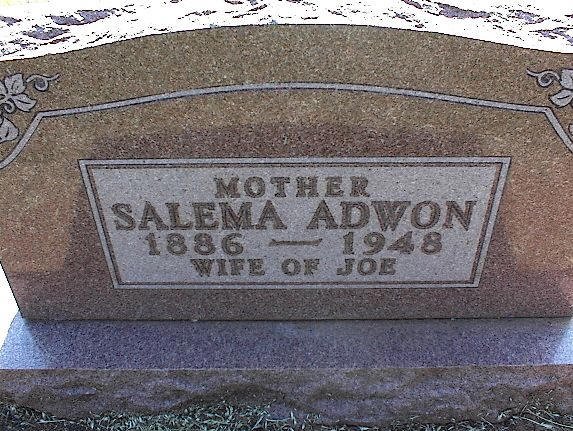 MOTHER
SALEMA ADWON
1886 — 1948
WIFE OF JOE